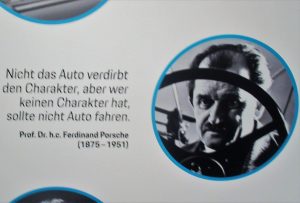 Nicht das Auto verdirbt
den Charakter, aber wer
keinen Charakter hat,
sollte nicht Auto fahren.
Prof. Dr. h.c. Ferdinand Porsche
(1875–1951)